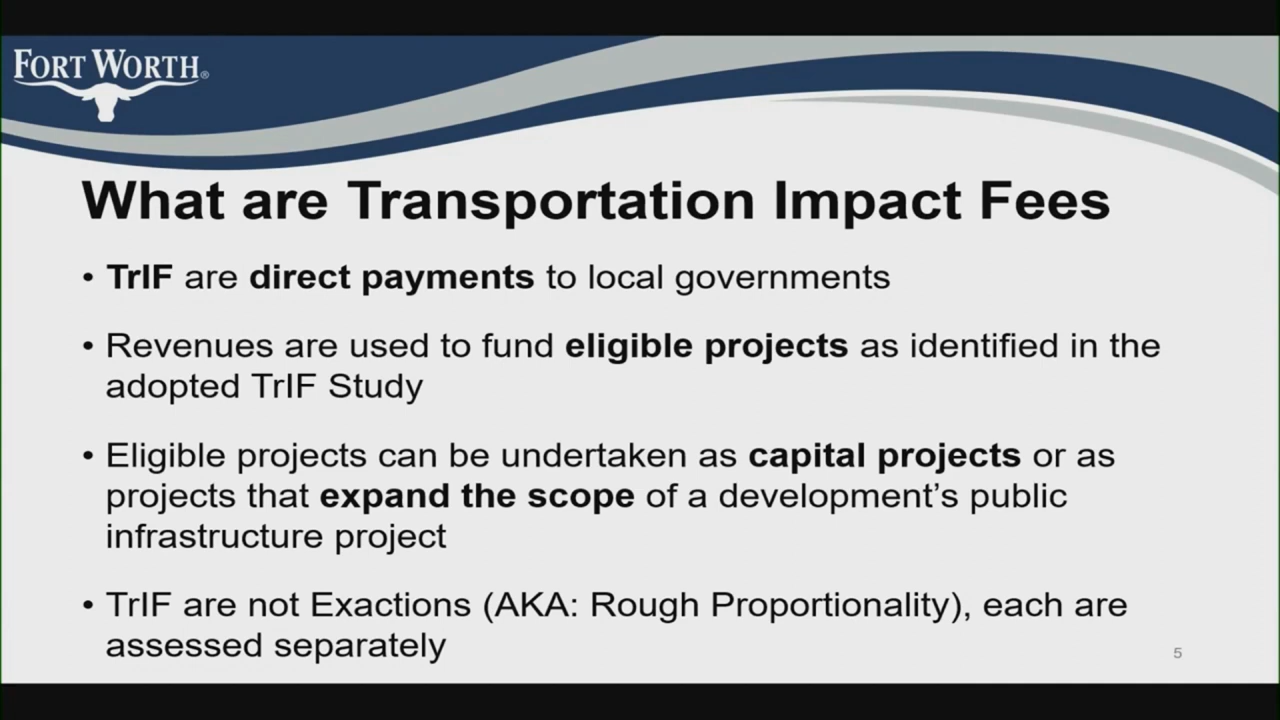 FORT WORTH®
What are Transportation Impact Fees
• TrIF are direct payments to local governments
• Revenues are used to fund eligible projects as identified in the
adopted TrIF Study
• Eligible projects can be undertaken as capital projects or as
projects that expand the scope of a development’s public
infrastructure project
• TrIF are not Exactions (AKA: Rough Proportionality), each are
assessed separately
5